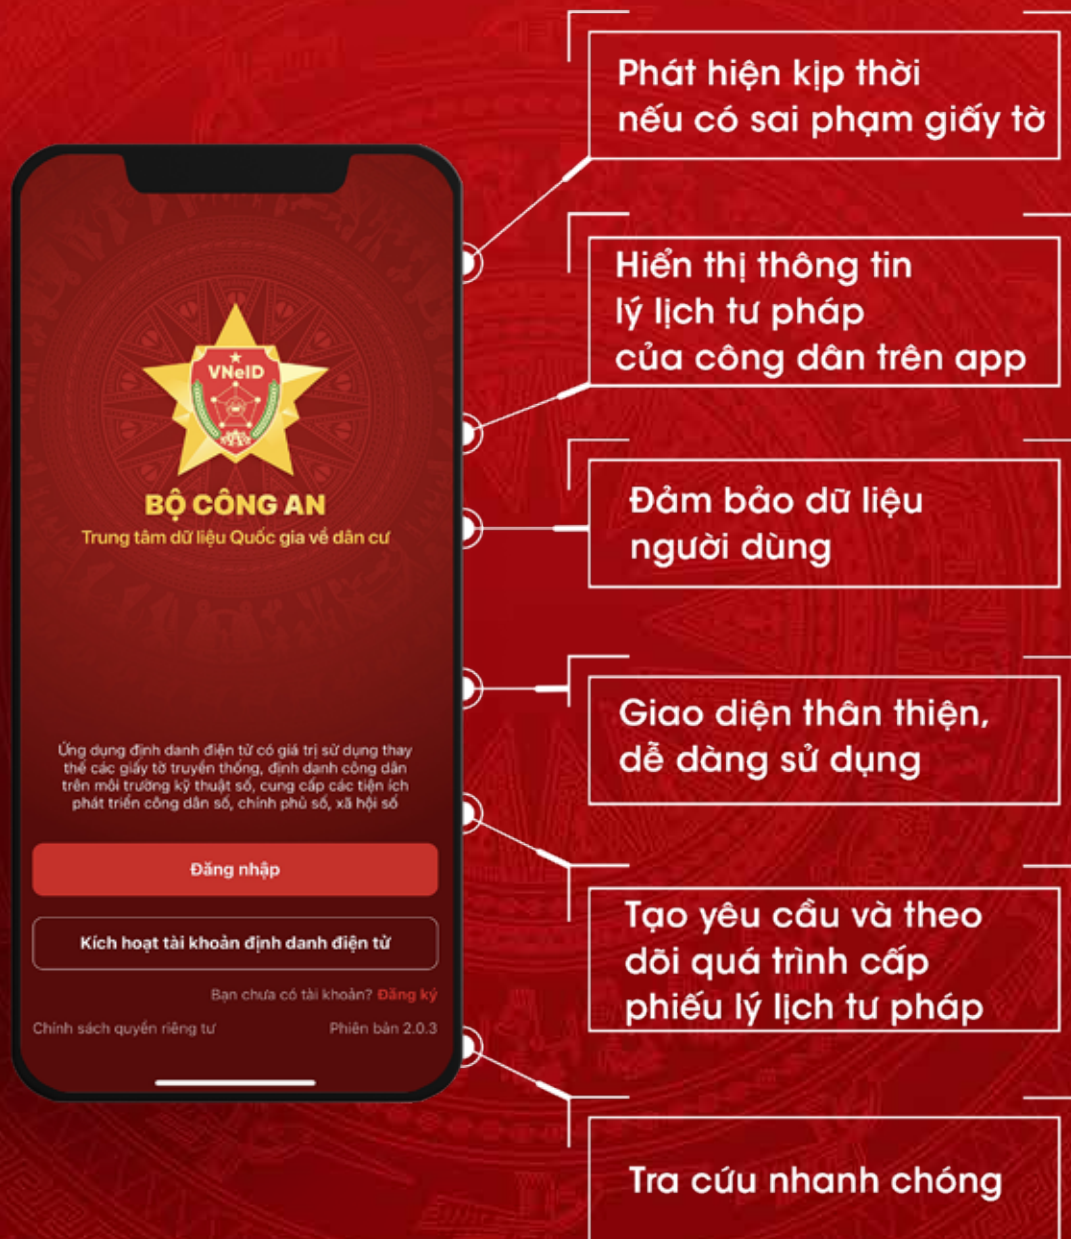 VNeID
BỘ CÔNG AN
Trung tâm dữ liệu Quốc gia về dân cư
Ứng dụng định danh điện tử có giá trị sử dụng thay
thế các giấy tờ truyền thống, định danh công dân
trên môi trường kỹ thuật số, cung cấp các tiện ích
phát triển công dân số, chính phủ số, xã hội số
Đăng nhập
Kích hoạt tài khoản định danh điện tử
Bạn chưa có tài khoản? Đăng ký
Chính sách quyền riêng tư Phiên bản 2.0.3
Phát hiện kịp thời
nếu có sai phạm giấy tờ
Hiển thị thông tin
lý lịch tư pháp
của công dân trên app
Đảm bảo dữ liệu
người dùng
Giao diện thân thiện,
dễ dàng sử dụng
Tạo yêu cầu và theo
dõi quá trình cấp
phiếu lý lịch tư pháp
Tra cứu nhanh chóng